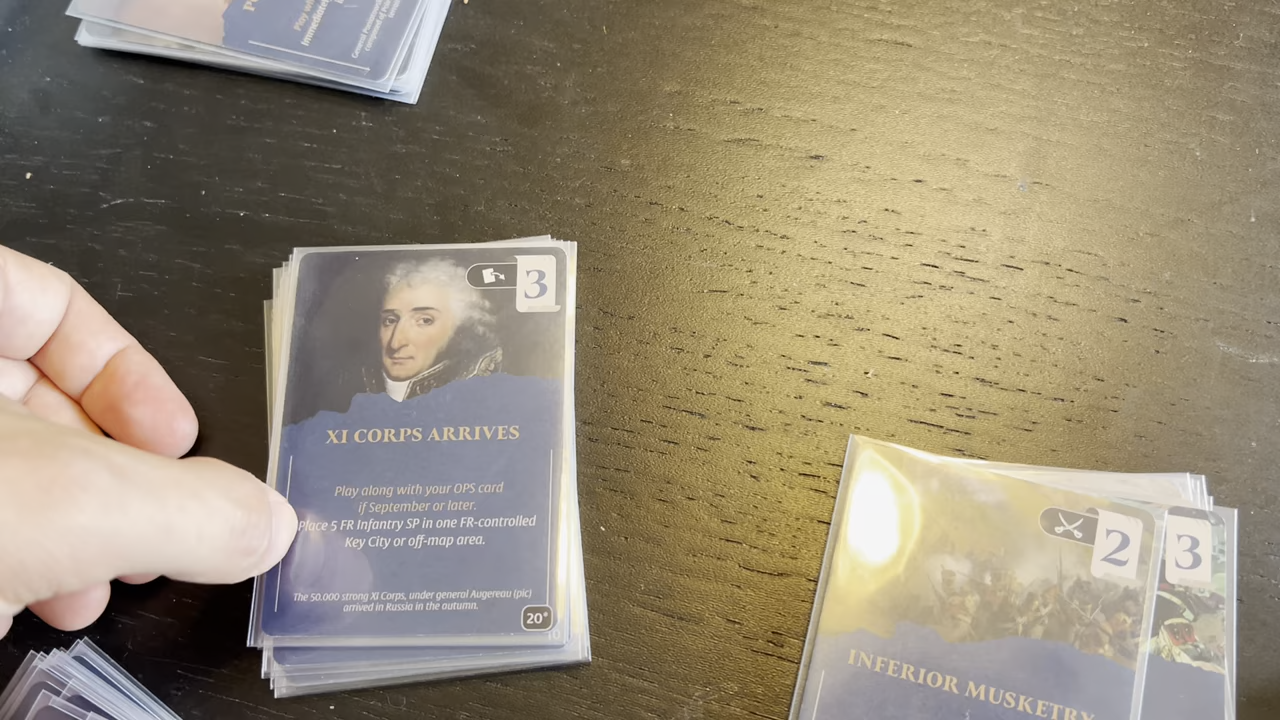 3
XI CORPS ARRIVES
Play along with your OPS card
if September or later.
Place 5 FR Infantry SP in one FR-controlled
Key City or off-map area.
The 50.000 strong XI Corps, under general Augereau (pic)
arrived in Russia in the autumn.
20*
2
3
INFERIOR MUSKETRY